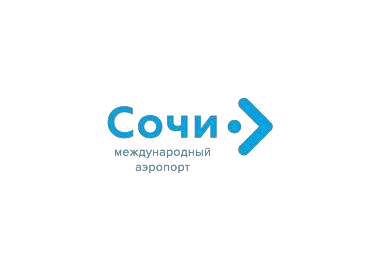 Сочи
международный
аэропорт